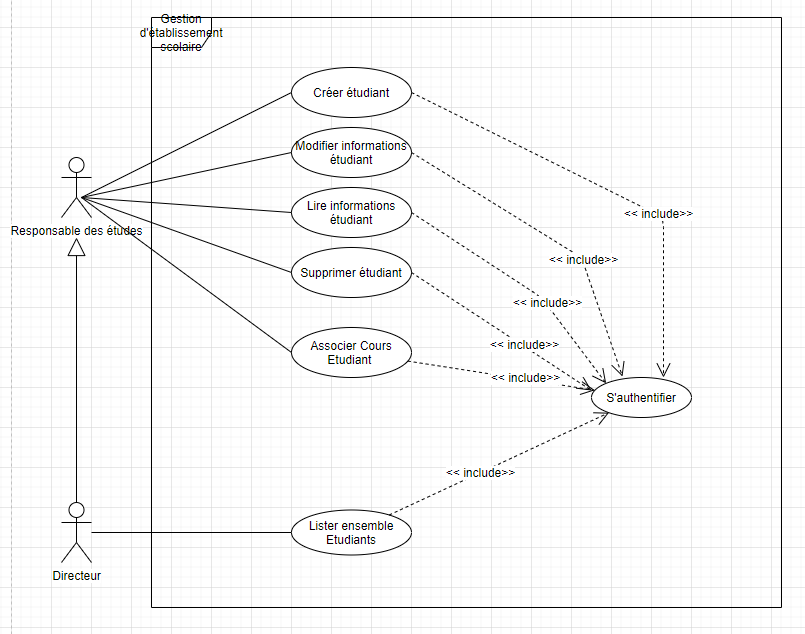 Gestion
d'établissement
scolaire
Créer étudiant
Modifier informations
étudiant
Lire informations
étudiant
<< include>>
Responsable des études
<< include>>
Supprimer étudiant
<< include>>
<< include>>
Associer Cours
Etudiant
<< include>>
S'authentifier
<< include>>
Lister ensemble
Etudiants
Directeur